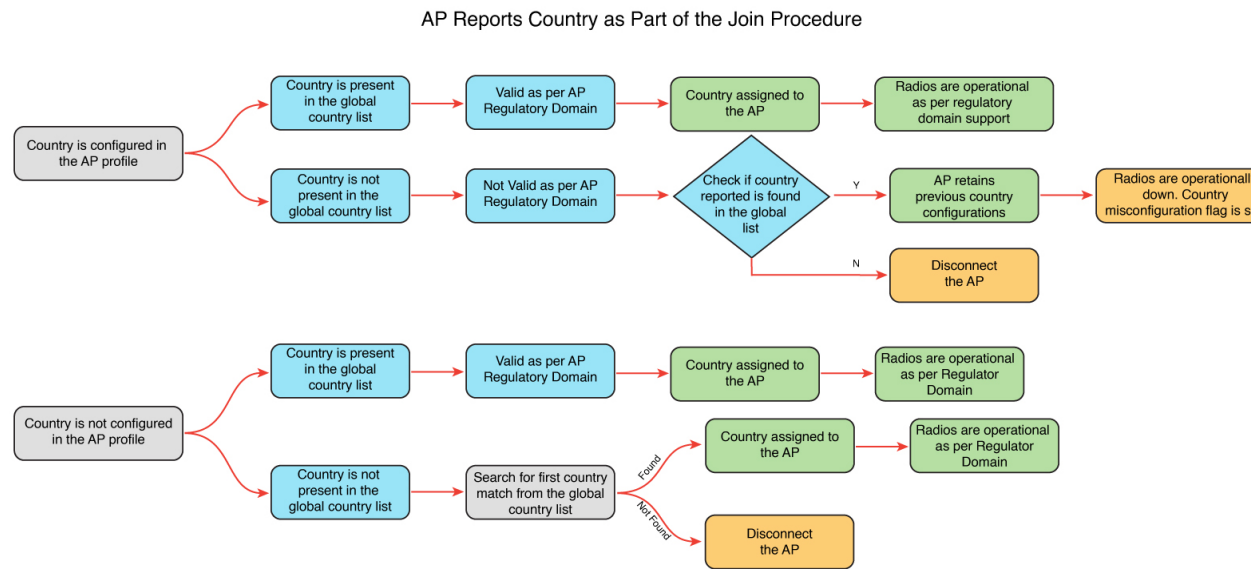 AP Reports Country as Part of the Join Procedure
Country is configured in
the AP profile
Country is present
in the global
country list
Valid as per AP
Regulatory Domain
Country assigned to
the AP
Radios are operational
as per regulatory
domain support
Country is not
present in the
global country list
Not Valid as per AP
Regulatory Domain
Check if country
reported is found
in the global
list
Y
AP retains
previous country
configurations
Radios are operationall
down. Country
misconfiguration flag is s
N
Disconnect
the AP
Country is not configured
in the AP profile
Country is present
in the global
country list
Valid as per AP
Regulatory Domain
Country assigned to
the AP
Radios are operational
as per Regulator
Domain
Country is not
present in the
global country list
Search for first country
match from the global
country list
Found
Country assigned to
the AP
Radios are operational
as per Regulator
Domain
Not Found
Disconnect
the AP